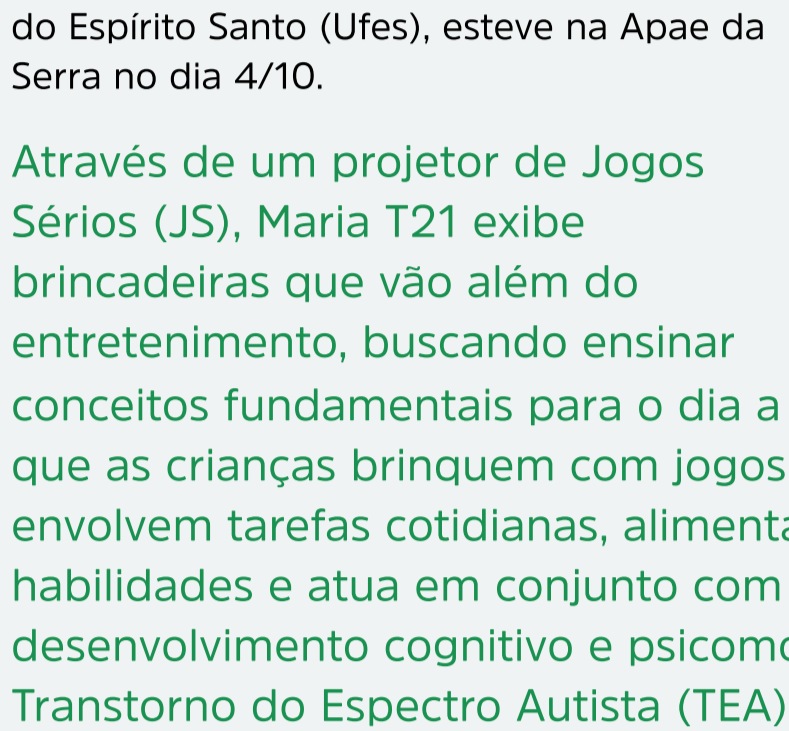 do Espírito Santo (Ufes), esteve na Apae da
Serra no dia 4/10.
Através de um projetor de Jogos
Sérios (JS), Maria T21 exibe
brincadeiras que vão além do
entretenimento, buscando ensinar
conceitos fundamentais para o dia a
que as crianças brinquem com jogos
envolvem tarefas cotidianas,
habilidades e atua em conjunto com
desenvolvimento cognitivo e
Transtorno do Espectro Autista (TEA)